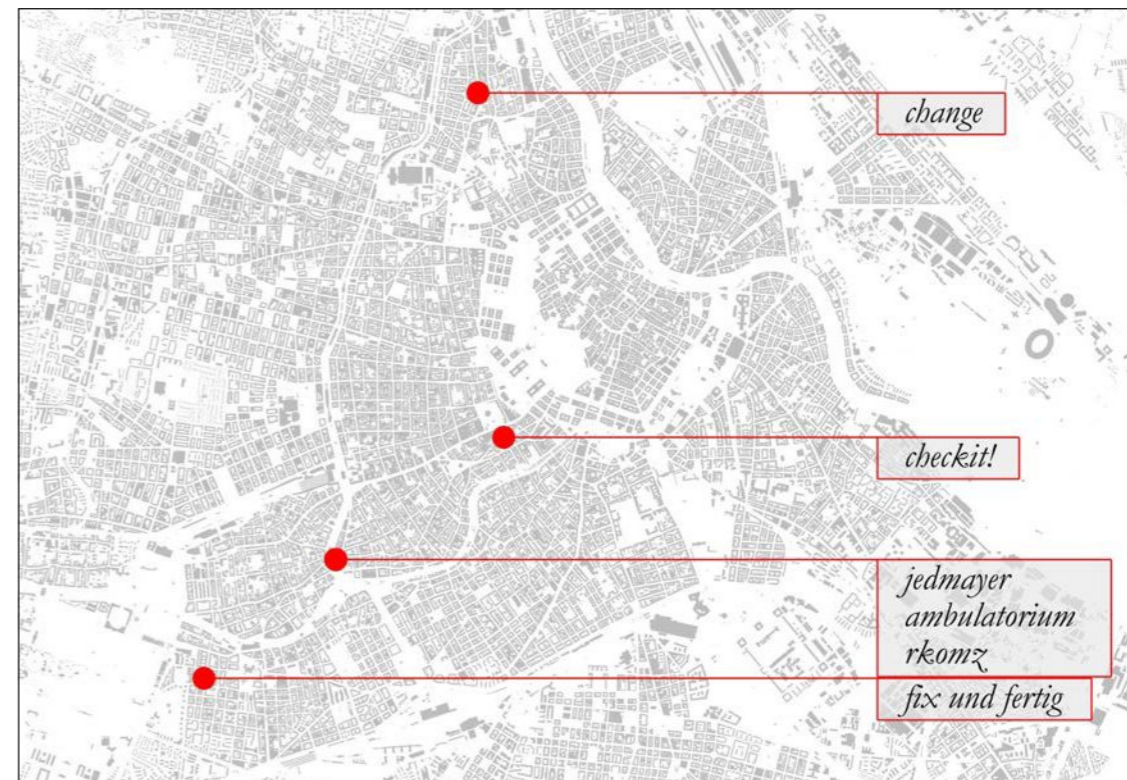 change
checkit!
jedmayer
ambulatorium
rkomz
fix und fertig